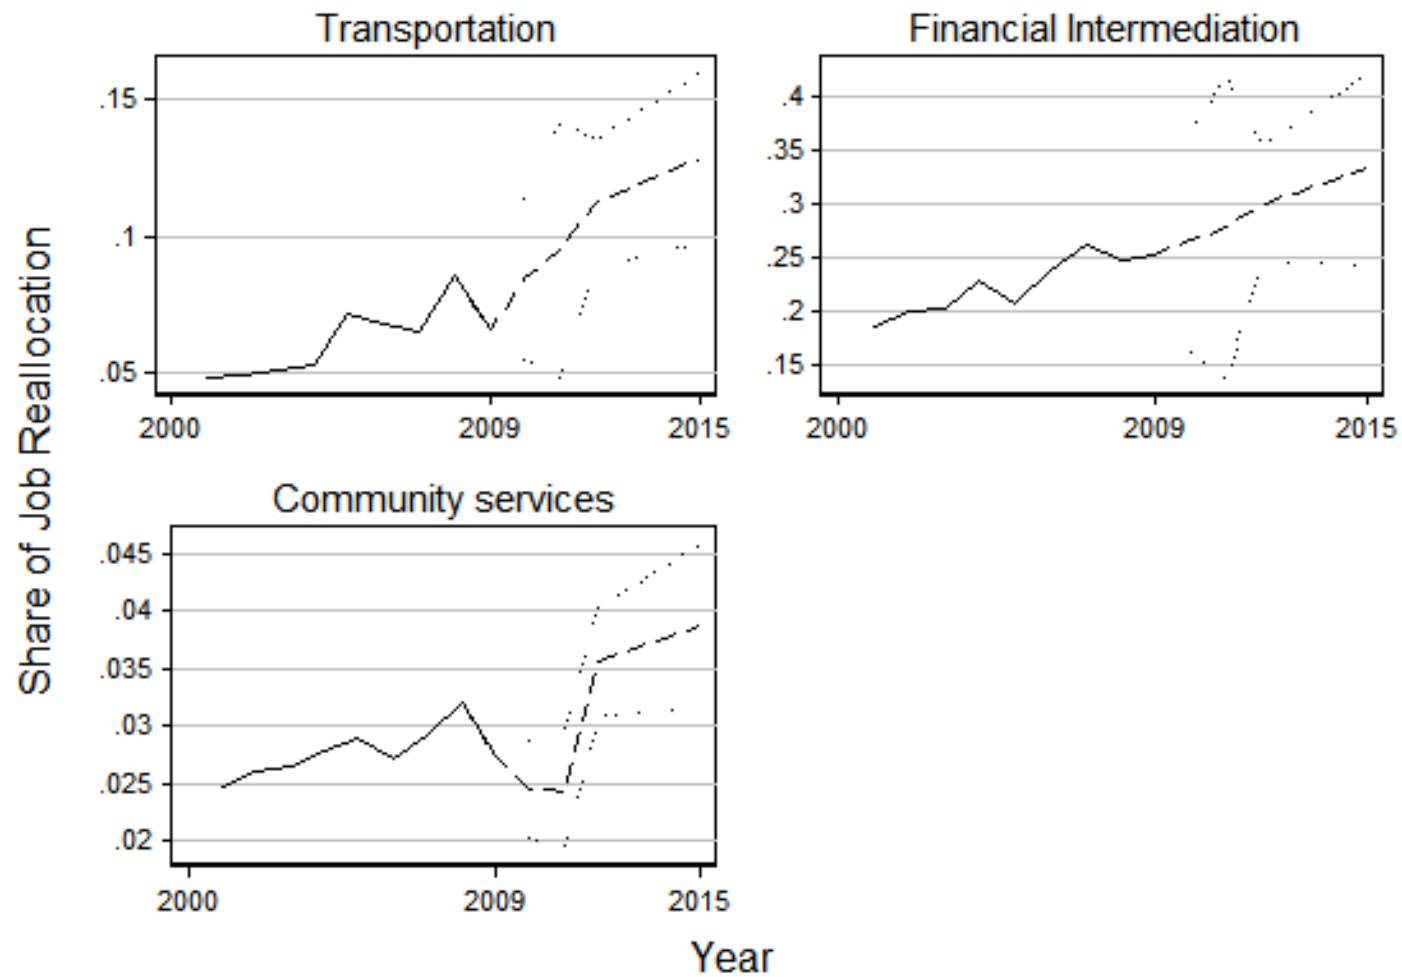 Transportation
.15
.1
.05
2000 2009 2015
Financial Intermediation
.4
.35
.3
.25
.2
.15
2000 2009 2015
Community services
.045
.04
.035
.03
.025
.02
2000 2009 2015
Share of Job Reallocation
Year